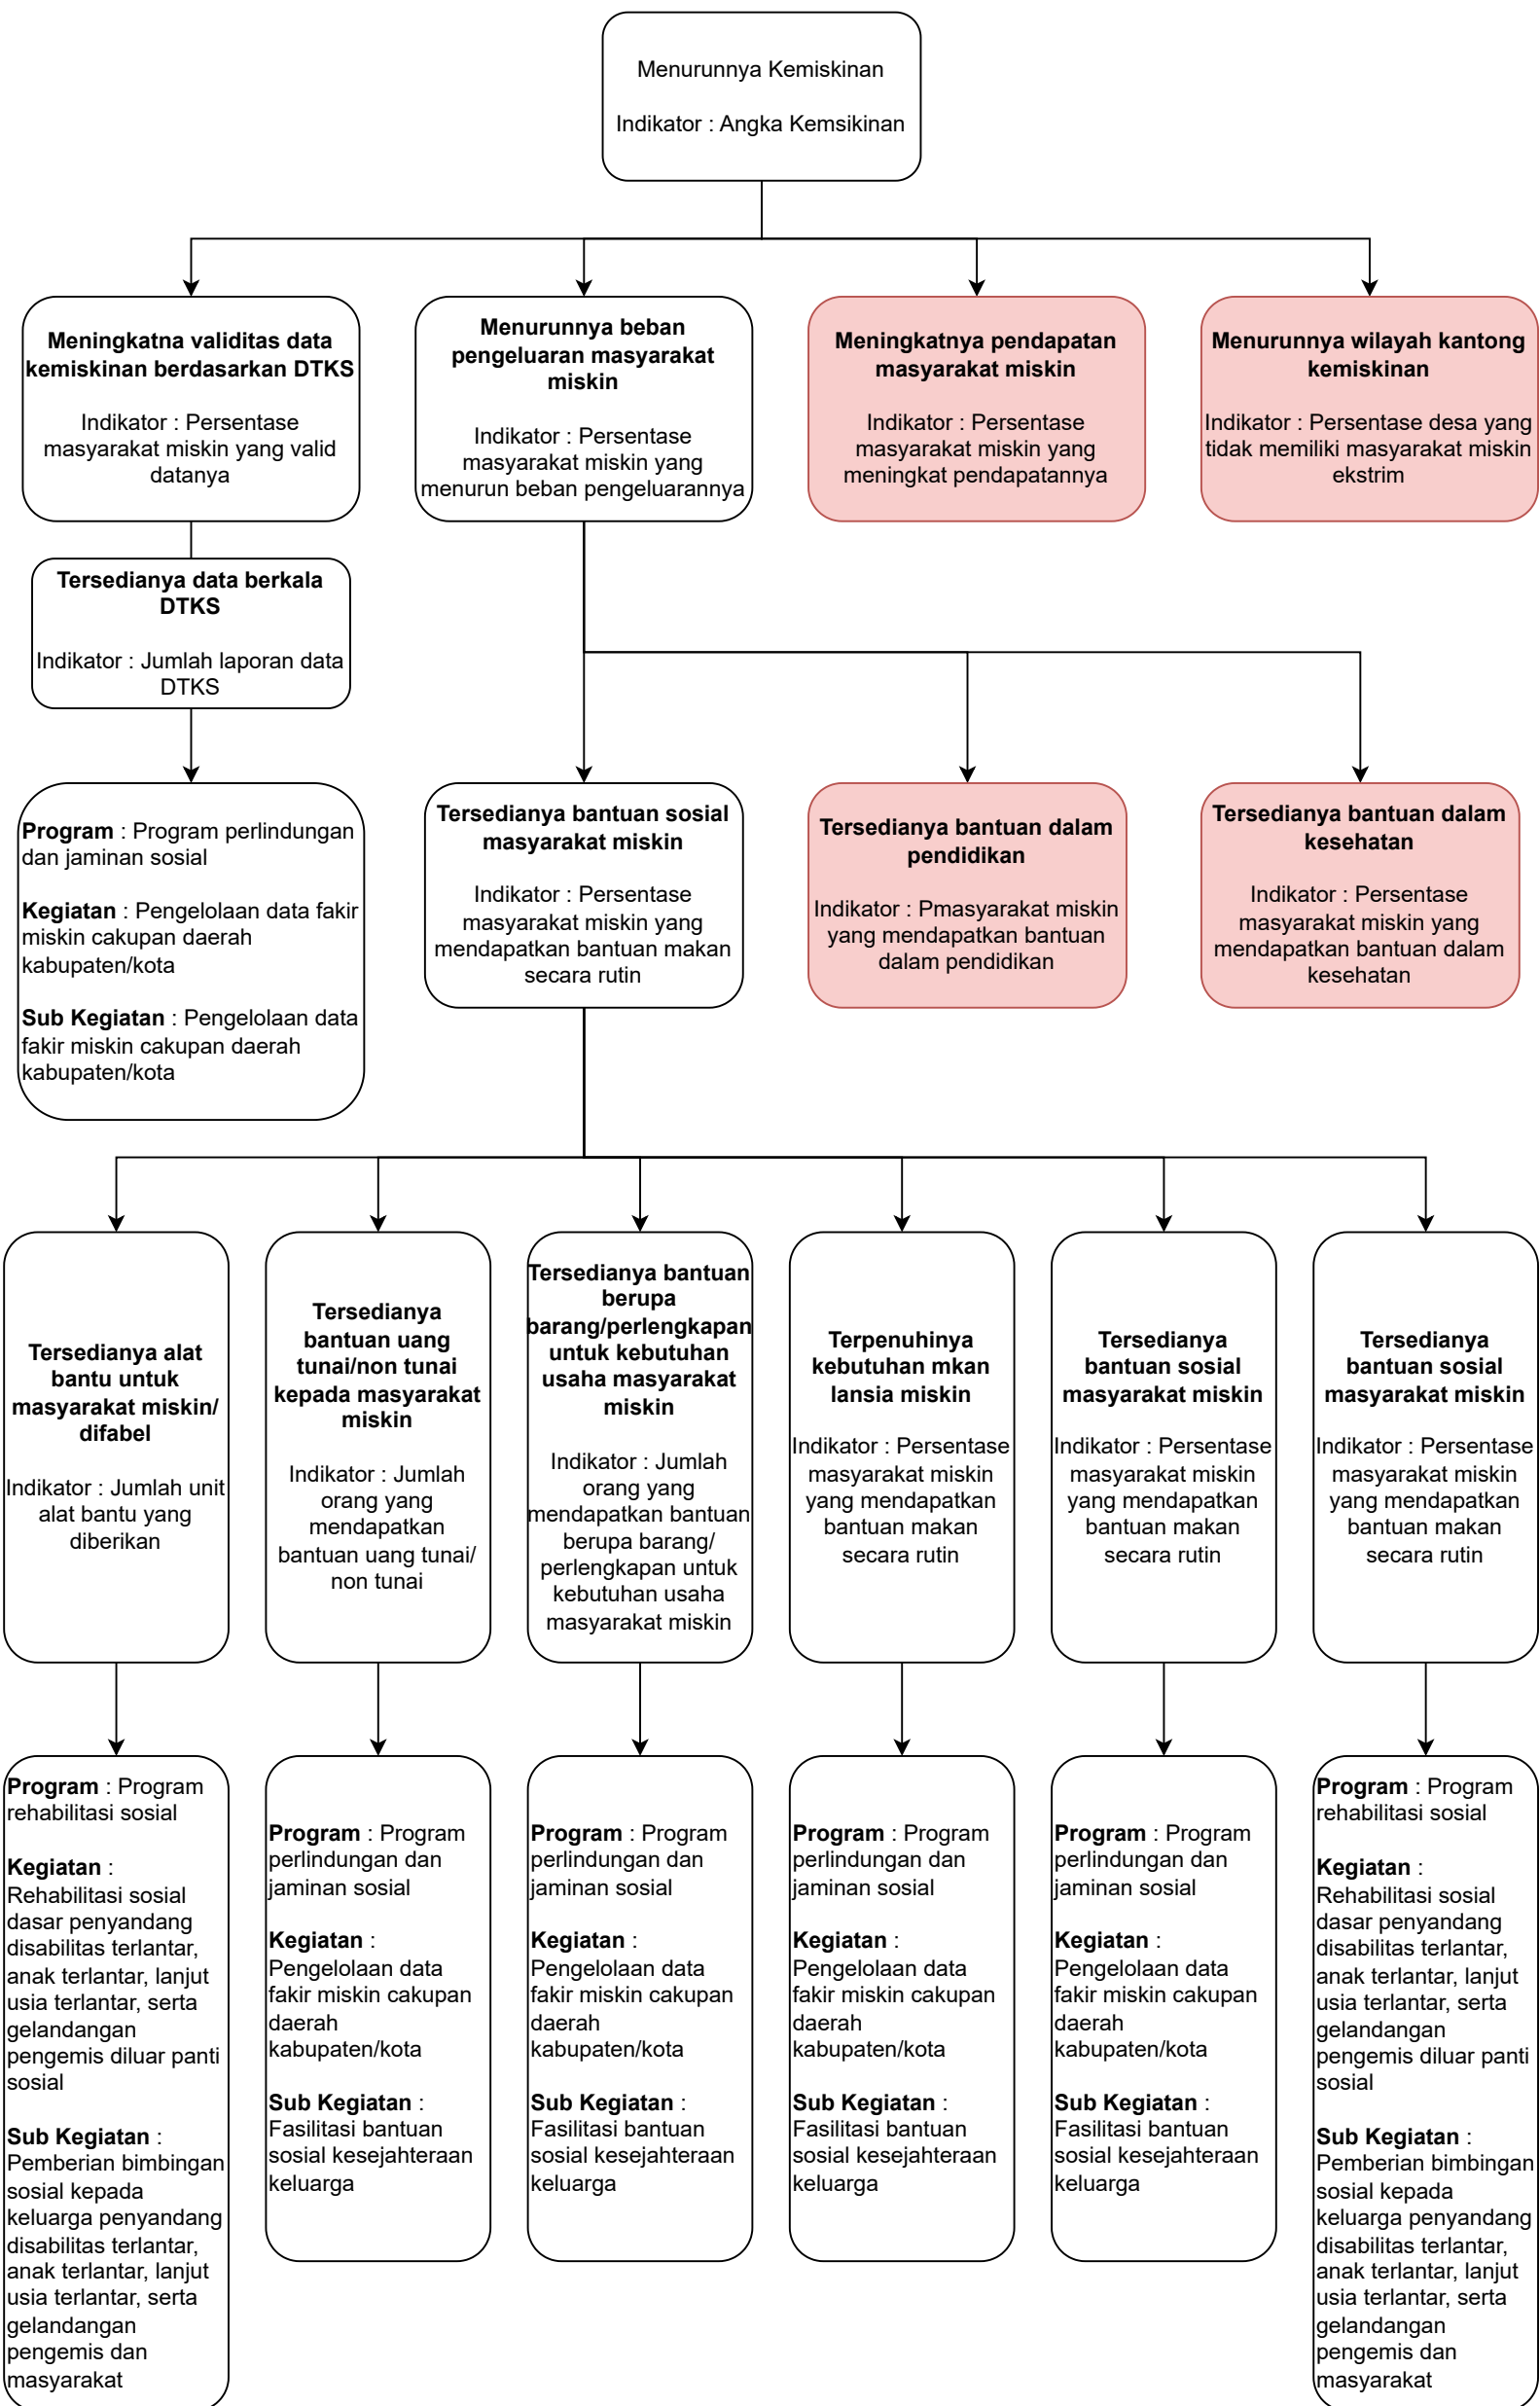 Menurunnya Kemiskinan
Indikator : Angka Kemsikinan
Meningkatna validitas data
kemiskinan berdasarkan DTKS
Indikator : Persentase
masyarakat miskin yang valid
datanya
Menurunnya beban
pengeluaran masyarakat
miskin
Indikator : Persentase
masyarakat miskin yang
menurun beban pengeluarannya
Meningkatnya pendapatan
masyarakat miskin
Indikator : Persentase
masyarakat miskin yang
meningkat pendapatannya
Menurunnya wilayah kantong
kemiskinan
Indikator : Persentase desa yang
tidak memiliki masyarakat miskin
ekstrim
Tersedianya data berkala
DTKS
Indikator : Jumlah laporan data
DTKS
Program : Program perlindungan
dan jaminan sosial
Kegiatan : Pengelolaan data fakir
miskin cakupan daerah
kabupaten/kota
Sub Kegiatan : Pengelolaan data
fakir miskin cakupan daerah
kabupaten/kota
Tersedianya bantuan sosial
masyarakat miskin
Indikator : Persentase
masyarakat miskin yang
mendapatkan bantuan makan
secara rutin
Tersedianya bantuan dalam
pendidikan
Indikator : Pmasyarakat miskin
yang mendapatkan bantuan
dalam pendidikan
Tersedianya bantuan dalam
kesehatan
Indikator : Persentase
masyarakat miskin yang
mendapatkan bantuan dalam
kesehatan
Tersedianya alat
bantu untuk
masyarakat miskin/
difabel
Indikator : Jumlah unit
alat bantu yang
diberikan
Tersedianya
bantuan uang
tunai/non tunai
kepada masyarakat
miskin
Indikator : Jumlah
orang yang
mendapatkan
bantuan uang tunai/
non tunai
Tersedianya bantuan
berupa
barang/perlengkapan
untuk kebutuhan
usaha masyarakat
miskin
Indikator : Jumlah
orang yang
mendapatkan bantuan
berupa barang/
perlengkapan untuk
kebutuhan usaha
masyarakat miskin
Terpenuhinya
kebutuhan mkan
lansia miskin
Indikator : Persentase
masyarakat miskin
yang mendapatkan
bantuan makan
secara rutin
Tersedianya
bantuan sosial
masyarakat miskin
Indikator : Persentase
masyarakat miskin
yang mendapatkan
bantuan makan
secara rutin
Tersedianya
bantuan sosial
masyarakat miskin
Indikator : Persentase
masyarakat miskin
yang mendapatkan
bantuan makan
secara rutin
Program : Program
rehabilitasi sosial
Kegiatan :
Rehabilitasi sosial
dasar penyandang
disabilitas terlantar,
anak terlantar, lanjut
usia terlantar, serta
gelandangan
pengemis diluar panti
sosial
Sub Kegiatan :
Pemberian bimbingan
sosial kepada
keluarga penyandang
disabilitas terlantar,
anak terlantar, lanjut
usia terlantar, serta
gelandangan
pengemis dan
masyarakat
Program : Program
perlindungan dan
jaminan sosial
Kegiatan :
Pengelolaan data
fakir miskin cakupan
daerah
kabupaten/kota
Sub Kegiatan :
Fasilitasi bantuan
sosial kesejahteraan
keluarga
Program : Program
perlindungan dan
jaminan sosial
Kegiatan :
Pengelolaan data
fakir miskin cakupan
daerah
kabupaten/kota
Sub Kegiatan :
Fasilitasi bantuan
sosial kesejahteraan
keluarga
Program : Program
perlindungan dan
jaminan sosial
Kegiatan :
Pengelolaan data
fakir miskin cakupan
daerah
kabupaten/kota
Sub Kegiatan :
Fasilitasi bantuan
sosial kesejahteraan
keluarga
Program : Program
perlindungan dan
jaminan sosial
Kegiatan :
Pengelolaan data
fakir miskin cakupan
daerah
kabupaten/kota
Sub Kegiatan :
Fasilitasi bantuan
sosial kesejahteraan
keluarga
Program : Program
rehabilitasi sosial
Kegiatan :
Rehabilitasi sosial
dasar penyandang
disabilitas terlantar,
anak terlantar, lanjut
usia terlantar, serta
gelandangan
pengemis diluar panti
sosial
Sub Kegiatan :
Pemberian bimbingan
sosial kepada
keluarga penyandang
disabilitas terlantar,
anak terlantar, lanjut
usia terlantar, serta
gelandangan
pengemis dan
masyarakat